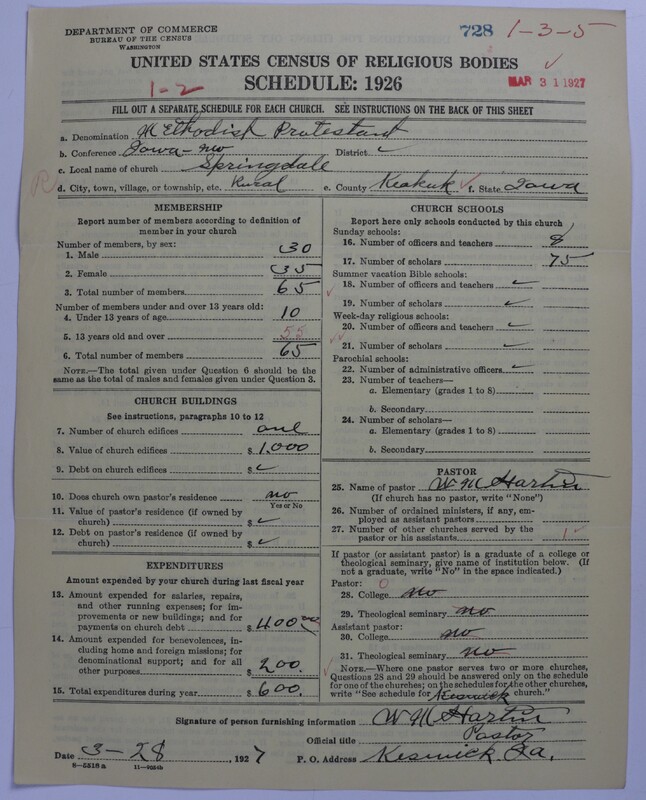 DEPARTMENT OF COMMERCE
BUREAU OF THE CENSUS
WASHINGTON
728 1-3-5
UNITED STATES CENSUS OF RELIGIOUS BODIES
1-2 SCHEDULE: 1926
MAR 31 1927
FILL OUT A SEPARATE SCHEDULE FOR EACH CHURCH. SEE INSTRUCTIONS ON THE BACK OF THIS SHEET
a. Denomination Methodist Protestant
b. Conference Iowa-Mo District ✓
c. Local name of church Springdale
R d. City, town, village, or township, etc. Rural e. County Keokuk ✓ f. State Iowa
MEMBERSHIP
Report number of members according to definition of
member in your church
Number of members, by sex:
1. Male 30
2. Female 35
3. Total number of members 65
Number of members under and over 13 years old:
4. Under 13 years of age 10
5. 13 years old and over 55
6. Total number of members 65
NOTE.—The total given under Question 6 should be
the same as the total of males and females given under Question 3.
CHURCH BUILDINGS
See instructions, paragraphs 10 to 12
7. Number of church edifices one
8. Value of church edifices $ 1,000
9. Debt on church edifices $ ✓
10. Does church own pastor's residence no
Yes or No
11. Value of pastor's residence (if owned by
church) $ ✓
12. Debt on pastor's residence (if owned by
church) $ ✓
EXPENDITURES
Amount expended by your church during last fiscal year
13. Amount expended for salaries, repairs,
and other running expenses; for im-
provements or new buildings; and for
payments on church debt $ 400.00
14. Amount expended for benevolences, in-
cluding home and foreign missions; for
denominational support; and for all
other purposes $ 200.
15. Total expenditures during year $ 600.
CHURCH SCHOOLS
Report here only schools conducted by this church
Sunday schools:
16. Number of officers and teachers 8
17. Number of scholars 75
Summer vacation Bible schools:
18. Number of officers and teachers ✓
19. Number of scholars ✓
Week-day religious schools:
20. Number of officers and teachers ✓
21. Number of scholars ✓
Parochial schools:
22. Number of administrative officers ✓
23. Number of teachers—
a. Elementary (grades 1 to 8)
b. Secondary
24. Number of scholars—
a. Elementary (grades 1 to 8)
b. Secondary
PASTOR
25. Name of pastor W M Hartin
(If church has no pastor, write "None")
26. Number of ordained ministers, if any, em-
ployed as assistant pastors
27. Number of other churches served by the
pastor or his assistants 1
If pastor (or assistant pastor) is a graduate of a college or
theological seminary, give name of institution below. (If
not a graduate, write "No" in the space indicated.)
Pastor: 0
28. College no
29. Theological seminary no
Assistant pastor:
30. College no
31. Theological seminary no
NOTE.—Where one pastor serves two or more churches,
Questions 28 and 29 should be answered only on the schedule
for one of the churches; on the schedules for the other churches,
write "See schedule for Keswick church."
Signature of person furnishing information W M Hartin
Official title Pastor
Date 3-28, 1927 P. O. Address Keswick Ia.
8-5518 a 11-9224b